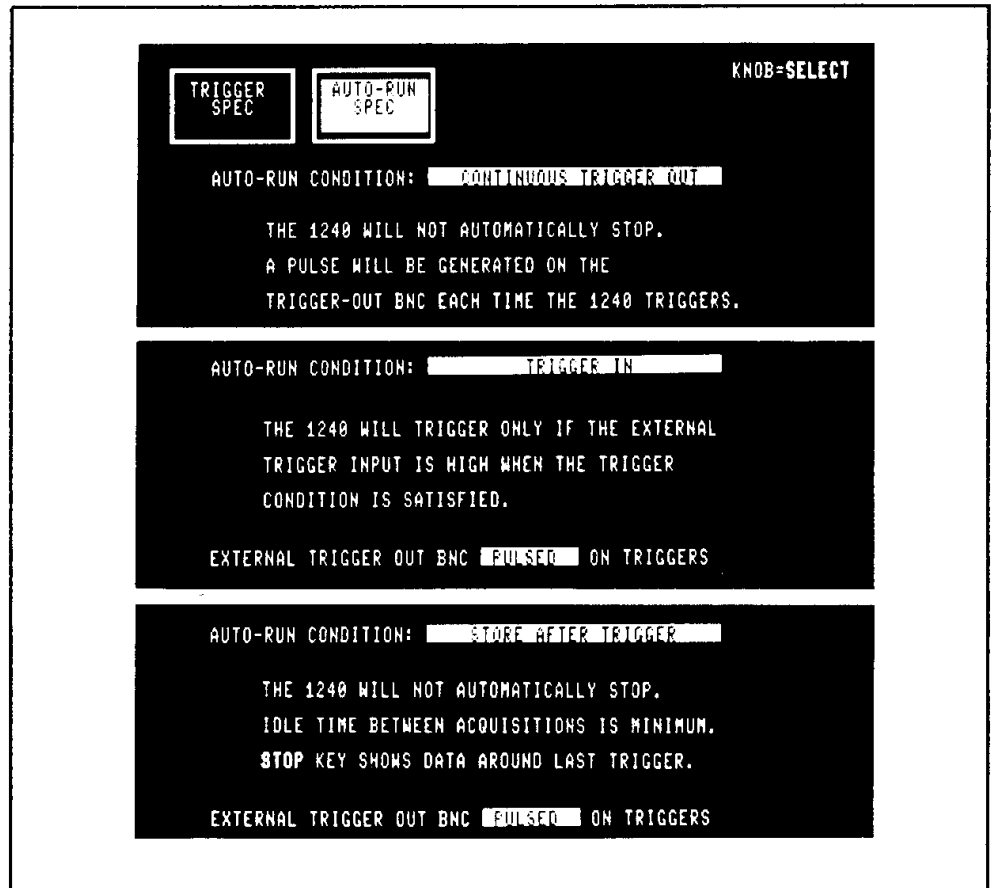 KNOB=SELECT
TRIGGER
SPEC
AUTO-RUN
SPEC
AUTO-RUN CONDITION: CONTINUOUS TRIGGER OUT
THE 1240 WILL NOT AUTOMATICALLY STOP.
A PULSE WILL BE GENERATED ON THE
TRIGGER-OUT BNC EACH TIME THE 1240 TRIGGERS.
AUTO-RUN CONDITION: TRIGGER IN
THE 1240 WILL TRIGGER ONLY IF THE EXTERNAL
TRIGGER INPUT IS HIGH WHEN THE TRIGGER
CONDITION IS SATISFIED.
EXTERNAL TRIGGER OUT BNC PULSED ON TRIGGERS
AUTO-RUN CONDITION: STORE AFTER TRIGGER
THE 1240 WILL NOT AUTOMATICALLY STOP.
IDLE TIME BETWEEN ACQUISITIONS IS MINIMUM.
STOP KEY SHOWS DATA AROUND LAST TRIGGER.
EXTERNAL TRIGGER OUT BNC PULSED ON TRIGGERS